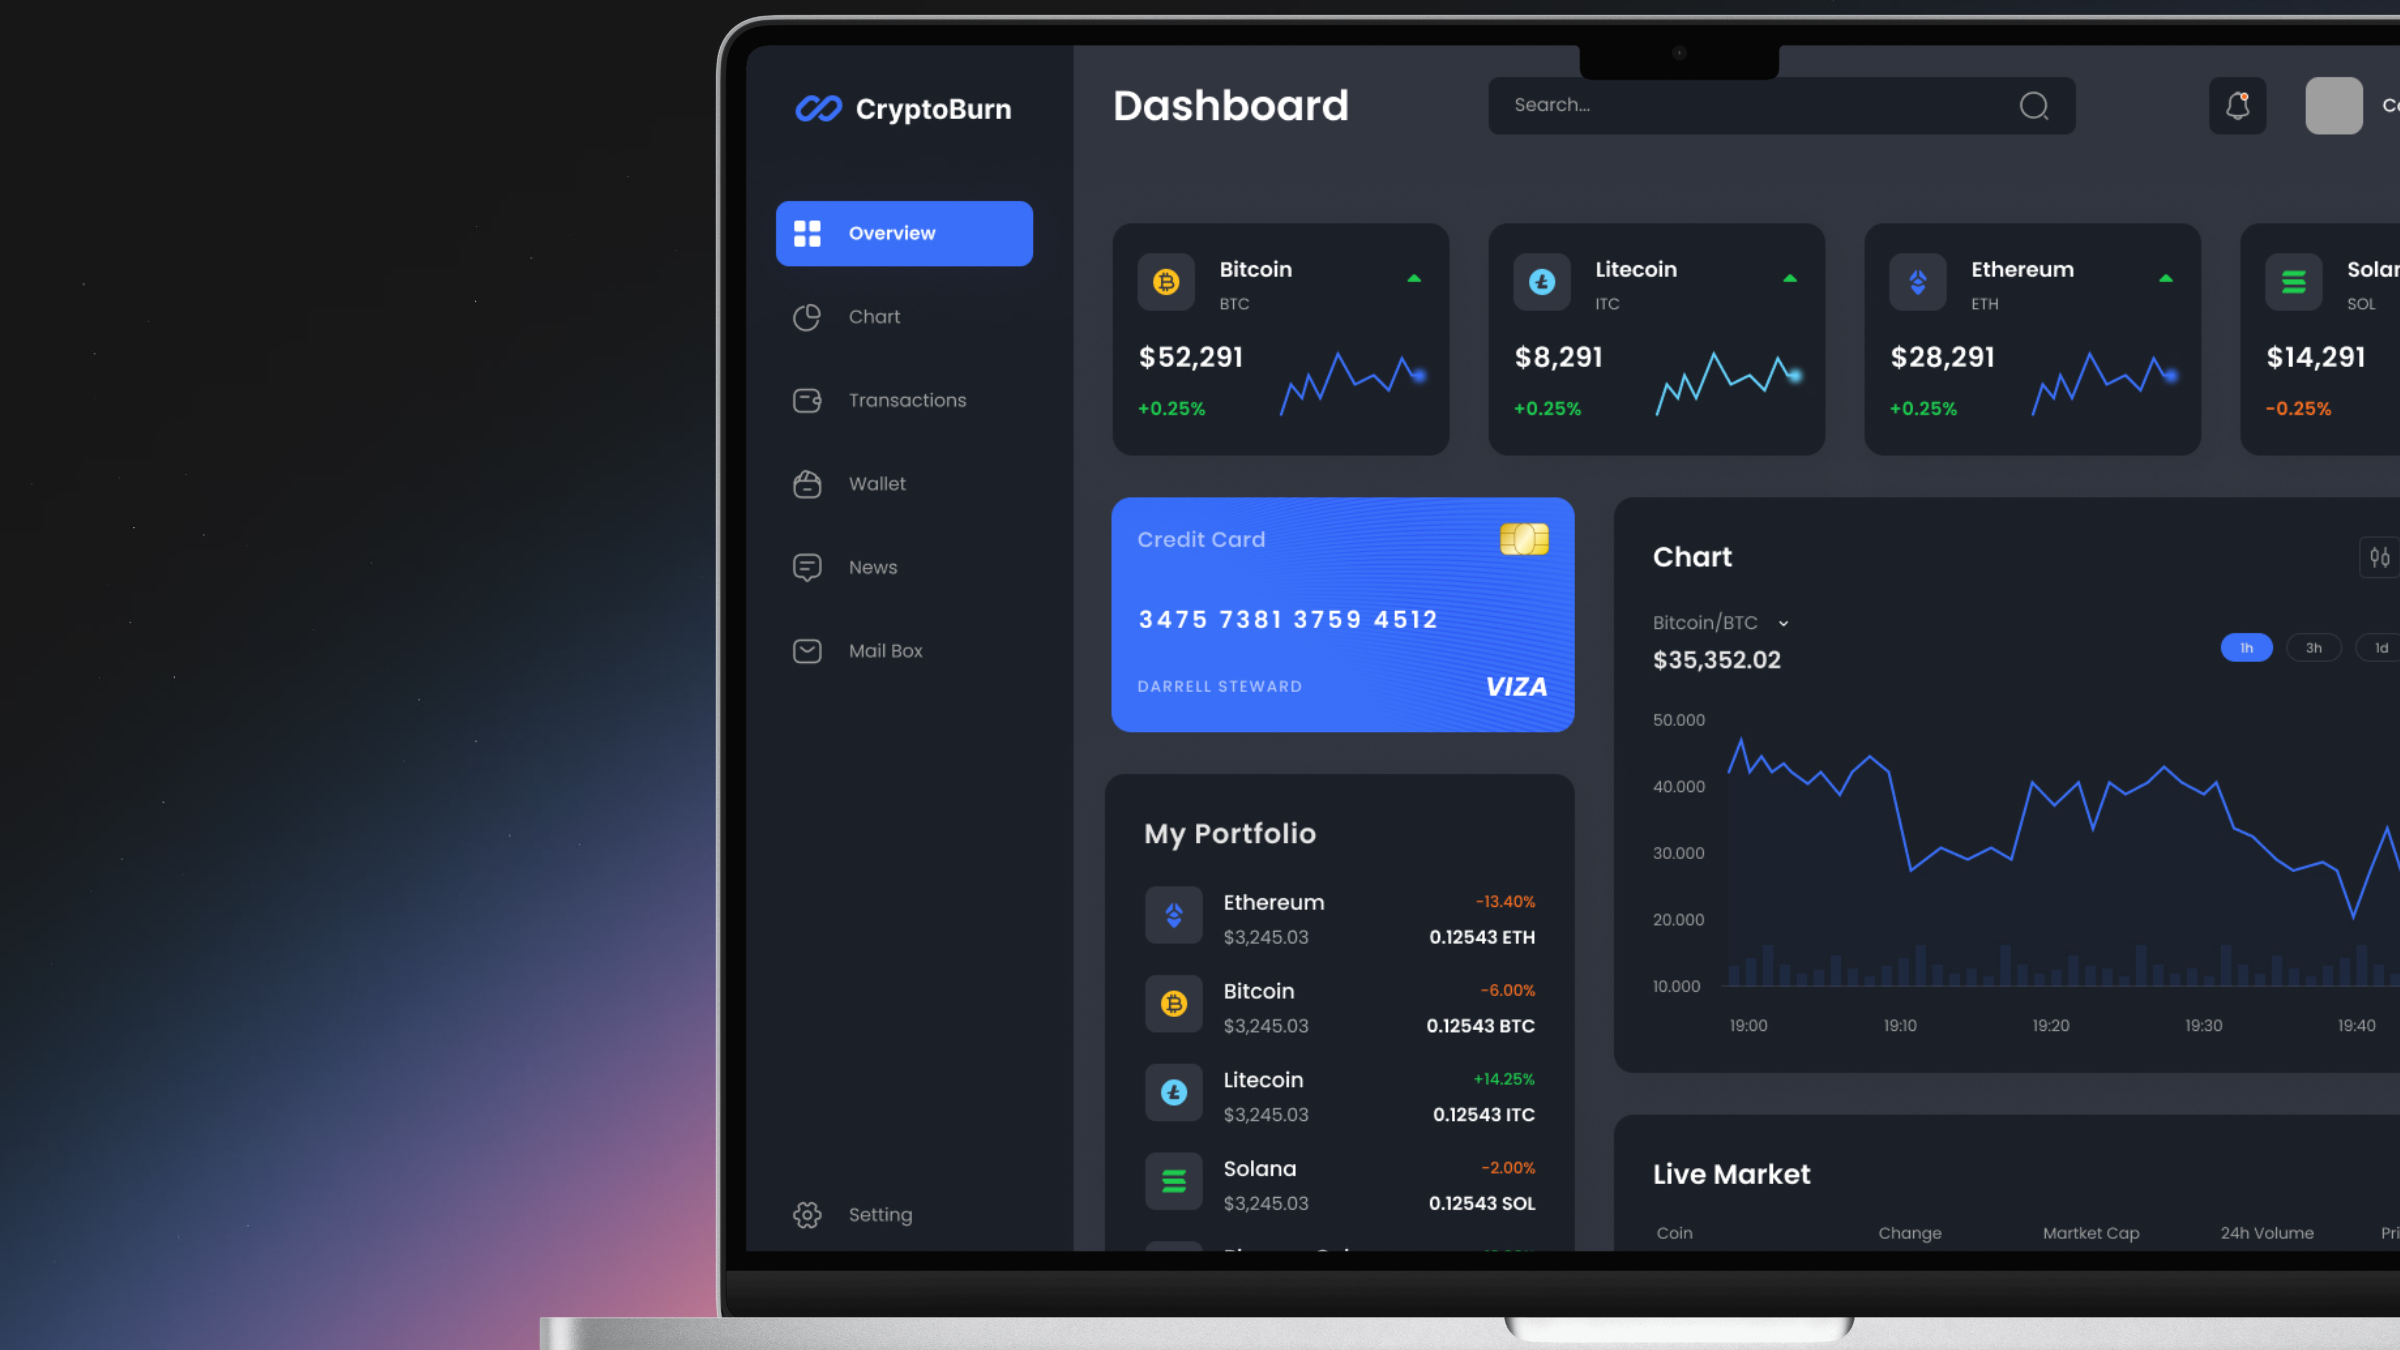 CryptoBurn
Dashboard
Search...
Overview
Chart
Transactions
Wallet
News
Mail Box
Setting
Bitcoin
BTC
$52,291
+0.25%
Litecoin
ITC
$8,291
+0.25%
Ethereum
ETH
$28,291
+0.25%
SOL
$14,291
-0.25%
Credit Card
3475 7381 3759 4512
DARRELL STEWARD
VIZA
My Portfolio
Ethereum -13.40%
$3,245.03 0.12543 ETH
Bitcoin -6.00%
$3,245.03 0.12543 BTC
Litecoin +14.25%
$3,245.03 0.12543 ITC
Solana -2.00%
$3,245.03 0.12543 SOL
Chart
Bitcoin/BTC
$35,352.02
1h 3h 1d
50.000
40.000
30.000
20.000
10.000
19:00 19:10 19:20 19:30 19:40
Live Market
Coin Change Martket Cap 24h Volume